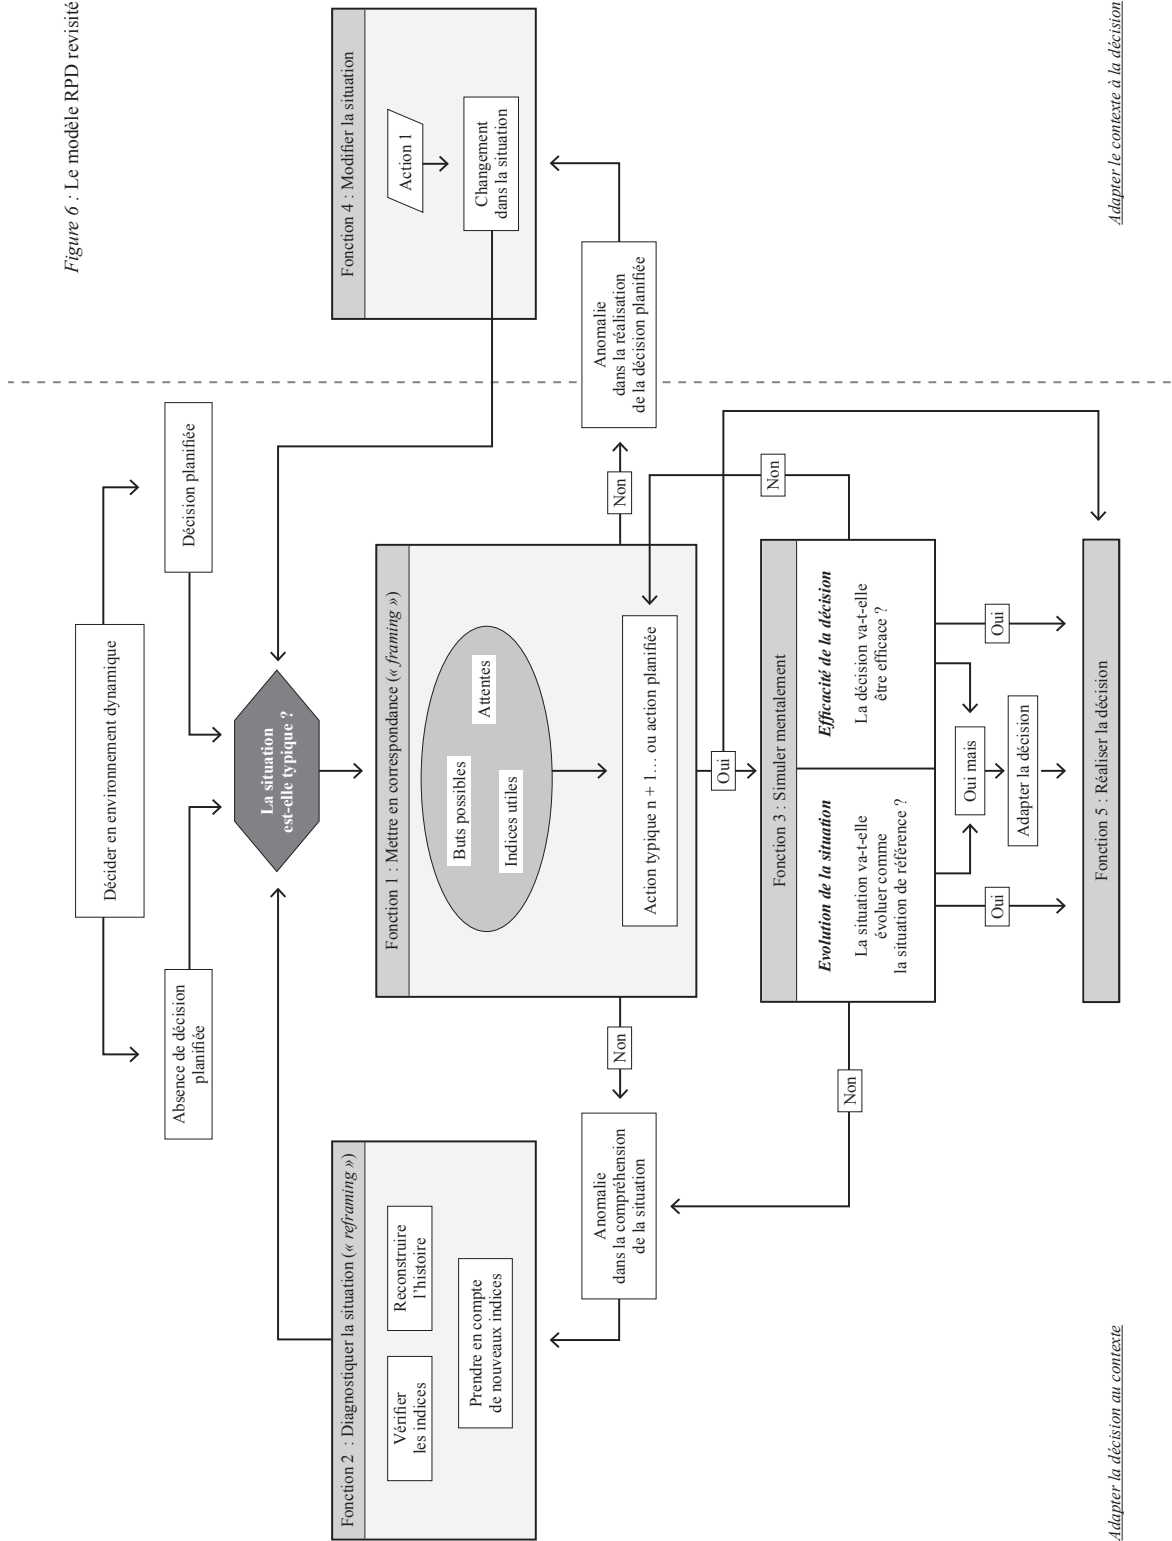 Figure 6 : Le modèle RPD revisité
Décider en environnement dynamique
Absence de décision
planifiée
Décision planifiée
La situation
est-elle typique ?
Fonction 2 : Diagnostiquer la situation (« reframing »)
Vérifier
les indices
Reconstruire
l'histoire
Prendre en compte
de nouveaux indices
Fonction 1 : Mettre en correspondance (« framing »)
Buts possibles
Attentes
Indices utiles
Action typique n + 1… ou action planifiée
Fonction 4 : Modifier la situation
Action 1
Changement
dans la situation
Non
Non
Anomalie
dans la compréhension
de la situation
Anomalie
dans la réalisation
de la décision planifiée
Oui
Non
Fonction 3 : Simuler mentalement
Evolution de la situation
La situation va-t-elle
évoluer comme
la situation de référence ?
Efficacité de la décision
La décision va-t-elle
être efficace ?
Non
Oui
Oui mais
Oui
Adapter la décision
Fonction 5 : Réaliser la décision
Adapter la décision au contexte
Adapter le contexte à la décision